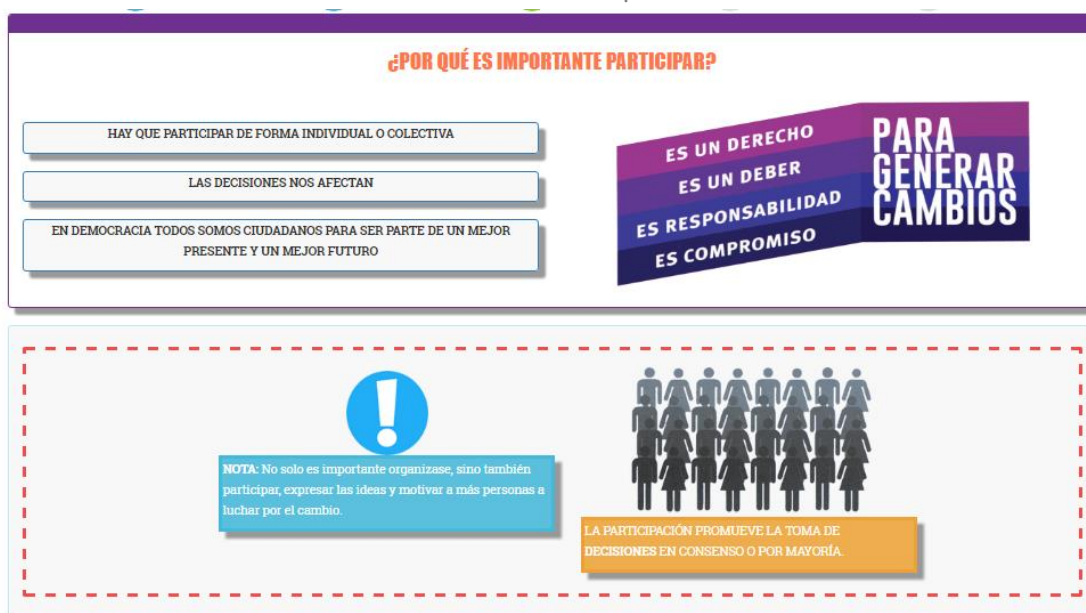 ¿POR QUÉ ES IMPORTANTE PARTICIPAR?
HAY QUE PARTICIPAR DE FORMA INDIVIDUAL O COLECTIVA
LAS DECISIONES NOS AFECTAN
EN DEMOCRACIA TODOS SOMOS CIUDADANOS PARA SER PARTE DE UN MEJOR
PRESENTE Y UN MEJOR FUTURO
ES UN DERECHO
ES UN DEBER
ES RESPONSABILIDAD
ES COMPROMISO
PARA
GENERAR
CAMBIOS
NOTA: No solo es importante organizase, sino también
participar, expresar las ideas y motivar a más personas a
luchar por el cambio.
LA PARTICIPACIÓN PROMUEVE LA TOMA DE
DECISIONES EN CONSENSO O POR MAYORÍA.